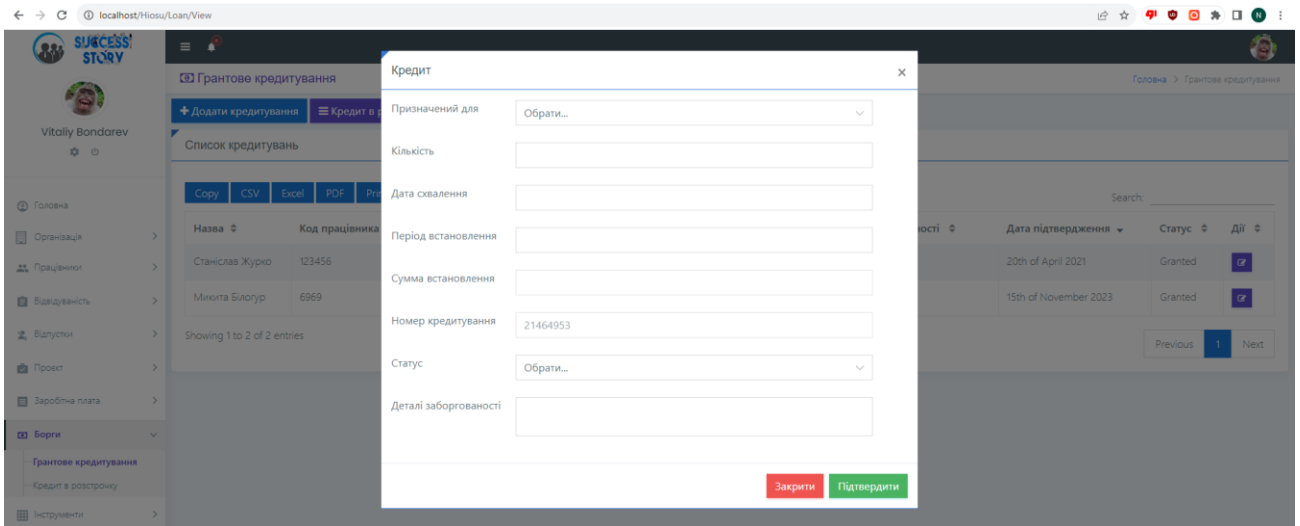 localhost/Hiosu/Loan/View
SUCCESS!
STORY
Vitaliy Bondarev
Головна
Організація
Працівники
Відвідуваність
Відпустки
Проєкт
Заробітна плата
Борги
Грантове кредитування
Кредит в розстрочку
Інструменти
Грантове кредитування
Головна > Грантове кредитування
Додати кредитування
Кредит в р
Список кредитувань
Copy CSV Excel PDF Prin
Search:
Назва Код працівника ності Дата підтвердження Статус Дії
Станіслав Журко 123456 20th of April 2021 Granted
Микита Білогур 6969 15th of November 2023 Granted
Showing 1 to 2 of 2 entries
Previous 1 Next
Кредит
×
Призначений для
Обрати...
Кількість
Дата схвалення
Період встановлення
Сумма встановлення
Номер кредитування
21464953
Статус
Обрати...
Деталі заборгованості
Закрити Підтвердити